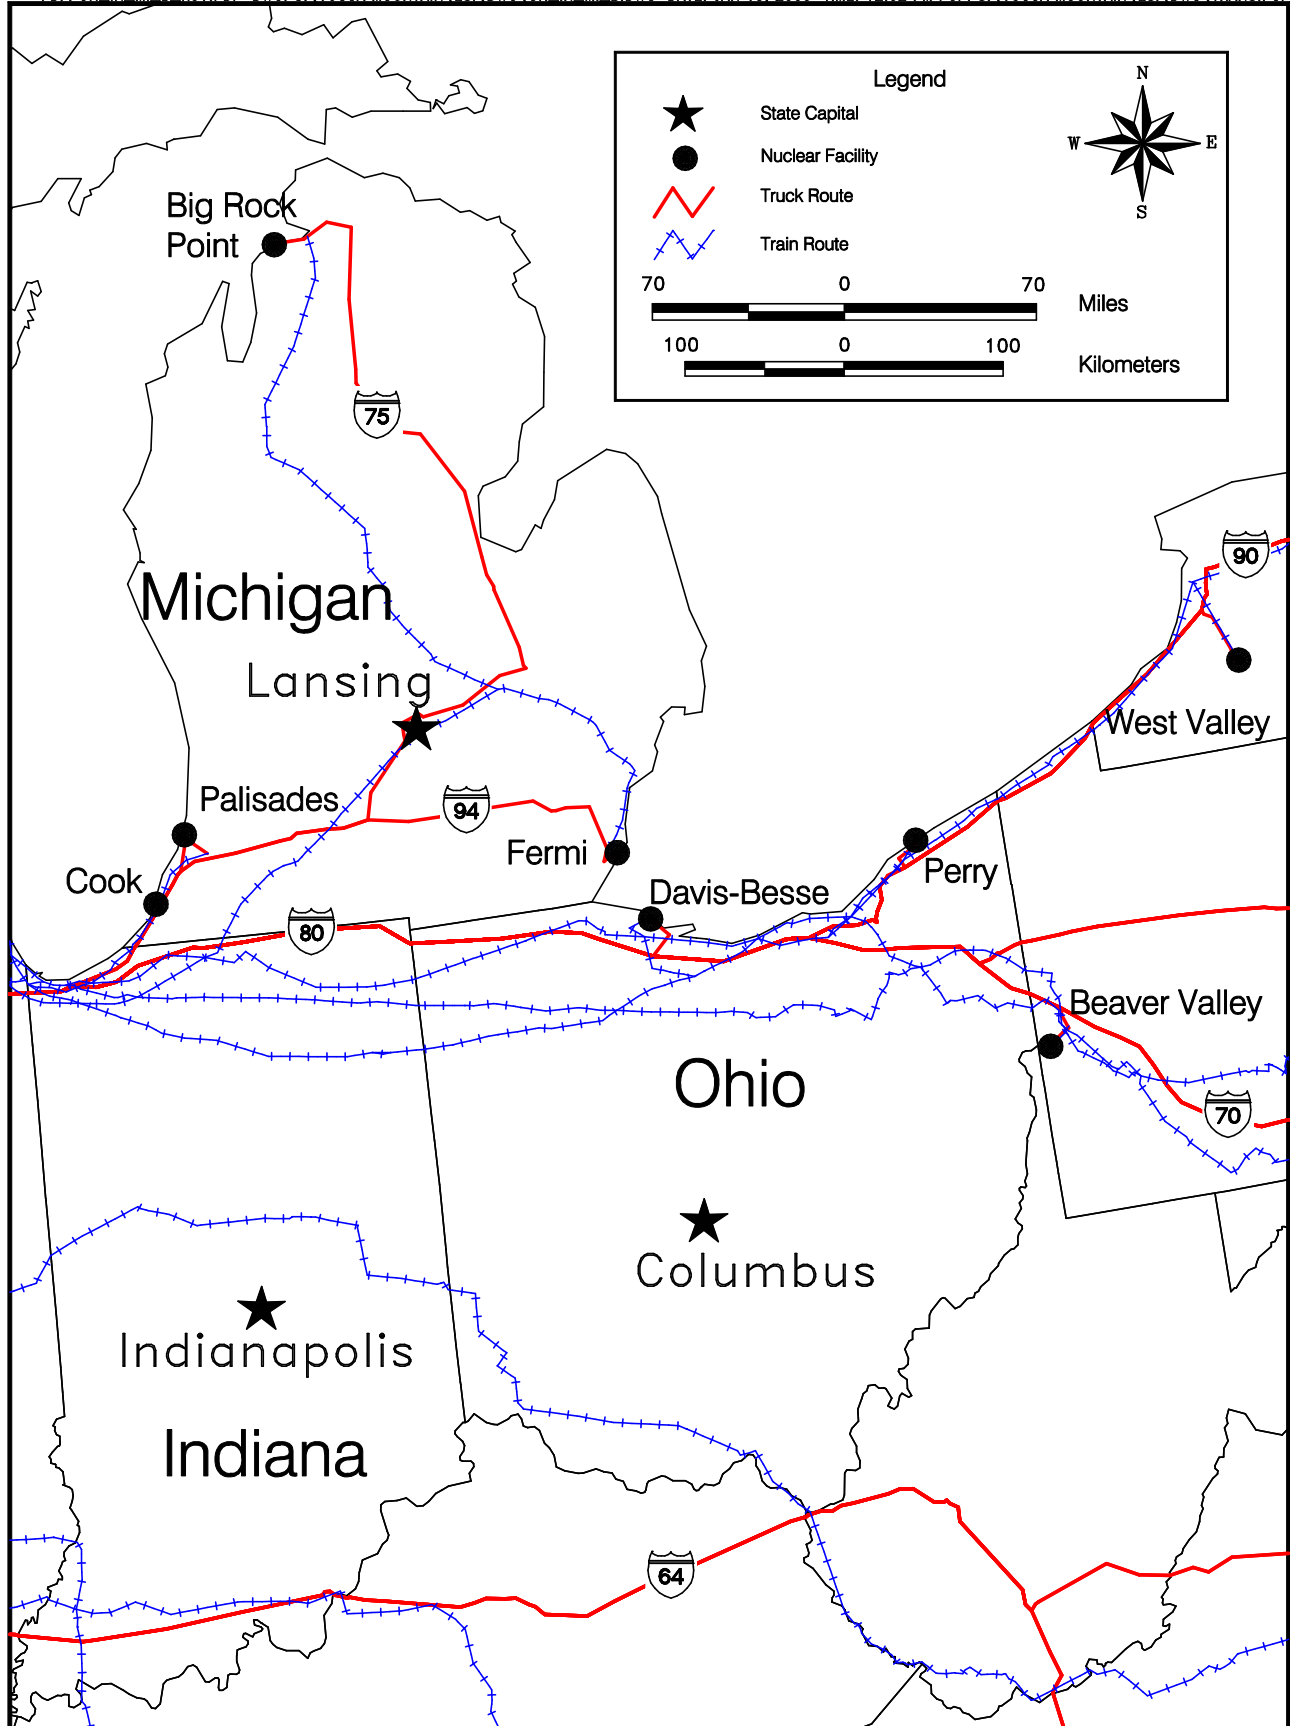 Legend
N
State Capital
W
E
Nuclear Facility
Truck Route
S
Train Route
70
0
70
Miles
100
0
100
Kilometers
Big Rock
Point
75
90
Michigan
Lansing
West Valley
Palisades
94
Fermi
Perry
Cook
Davis-Besse
80
Beaver Valley
Ohio
70
Columbus
Indianapolis
Indiana
64